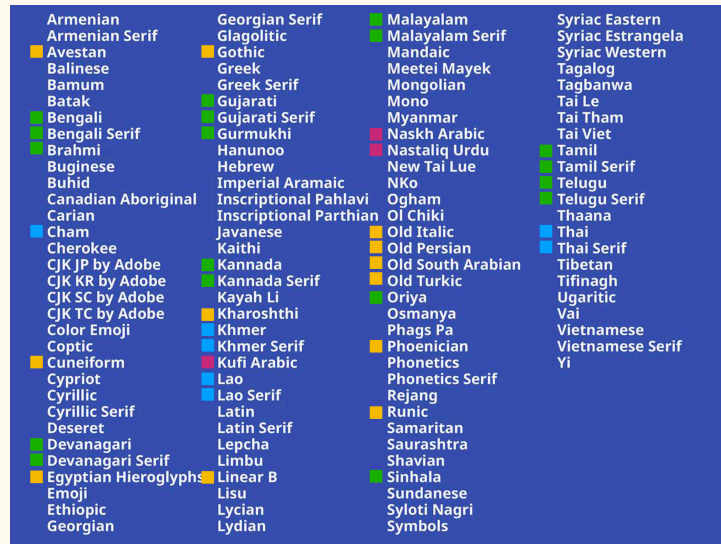 Armenian
Armenian Serif
Avestan
Balinese
Bamum
Batak
Bengali
Bengali Serif
Brahmi
Buginese
Buhid
Canadian Aboriginal
Carian
Cham
Cherokee
CJK JP by Adobe
CJK KR by Adobe
CJK SC by Adobe
CJK TC by Adobe
Color Emoji
Coptic
Cuneiform
Cypriot
Cyrillic
Cyrillic Serif
Deseret
Devanagari
Devanagari Serif
Egyptian Hieroglyphs
Emoji
Ethiopic
Georgian
Georgian Serif
Glagolitic
Gothic
Greek
Greek Serif
Gujarati
Gujarati Serif
Gurmukhi
Hanunoo
Hebrew
Imperial Aramaic
Inscriptional Pahlavi
Inscriptional Parthian
Javanese
Kaithi
Kannada
Kannada Serif
Kayah Li
Kharoshthi
Khmer
Khmer Serif
Kufi Arabic
Lao
Lao Serif
Latin
Latin Serif
Lepcha
Limbu
Linear B
Lisu
Lycian
Lydian
Malayalam
Malayalam Serif
Mandaic
Meetei Mayek
Mongolian
Mono
Myanmar
Naskh Arabic
Nastaliq Urdu
New Tai Lue
NKo
Ogham
Ol Chiki
Old Italic
Old Persian
Old South Arabian
Old Turkic
Oriya
Osmanya
Phags Pa
Phoenician
Phonetics
Phonetics Serif
Rejang
Runic
Samaritan
Saurashtra
Shavian
Sinhala
Sundanese
Syloti Nagri
Symbols
Syriac Eastern
Syriac Estrangela
Syriac Western
Tagalog
Tagbanwa
Tai Le
Tai Tham
Tai Viet
Tamil
Tamil Serif
Telugu
Telugu Serif
Thaana
Thai
Thai Serif
Tibetan
Tifinagh
Ugaritic
Vai
Vietnamese
Vietnamese Serif
Yi